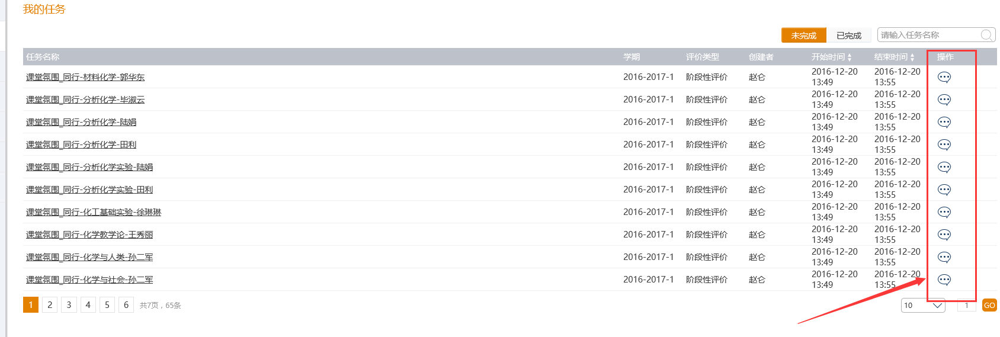 我的任务
未完成 已完成 请输入任务名称
任务名称 学期 评价类型 创建者 开始时间 结束时间 操作
课堂氛围_同行-材料化学-郭华东 2016-2017-1 阶段性评价 赵仑 2016-12-20 13:49 2016-12-20 13:55
课堂氛围_同行-分析化学-毕淑云 2016-2017-1 阶段性评价 赵仑 2016-12-20 13:49 2016-12-20 13:55
课堂氛围_同行-分析化学-陆娟 2016-2017-1 阶段性评价 赵仑 2016-12-20 13:49 2016-12-20 13:55
课堂氛围_同行-分析化学-田利 2016-2017-1 阶段性评价 赵仑 2016-12-20 13:49 2016-12-20 13:55
课堂氛围_同行-分析化学实验-陆娟 2016-2017-1 阶段性评价 赵仑 2016-12-20 13:49 2016-12-20 13:55
课堂氛围_同行-分析化学实验-田利 2016-2017-1 阶段性评价 赵仑 2016-12-20 13:49 2016-12-20 13:55
课堂氛围_同行-化工基础实验-徐琳琳 2016-2017-1 阶段性评价 赵仑 2016-12-20 13:49 2016-12-20 13:55
课堂氛围_同行-化学教学论-王秀丽 2016-2017-1 阶段性评价 赵仑 2016-12-20 13:49 2016-12-20 13:55
课堂氛围_同行-化学与人类-孙二军 2016-2017-1 阶段性评价 赵仑 2016-12-20 13:49 2016-12-20 13:55
课堂氛围_同行-化学与社会-孙二军 2016-2017-1 阶段性评价 赵仑 2016-12-20 13:49 2016-12-20 13:55
1 2 3 4 5 6 共7页，65条 10 1 GO